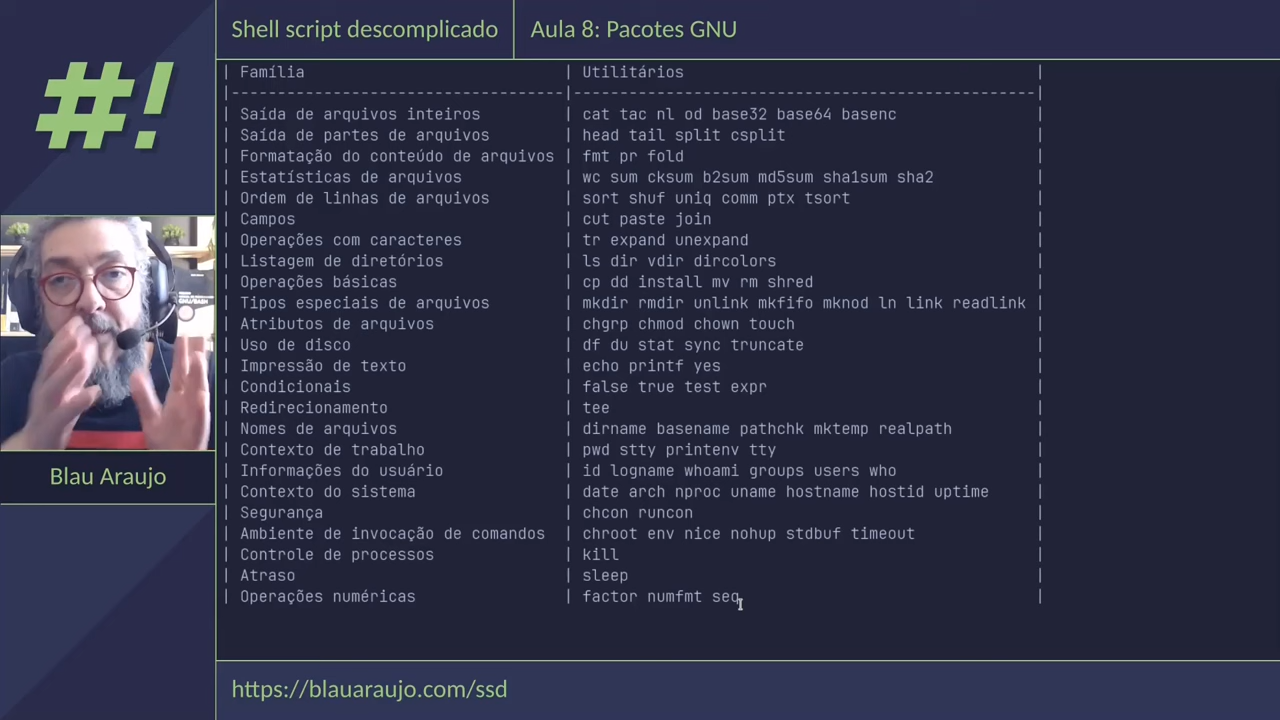 Shell script descomplicado
Aula 8: Pacotes GNU
#!
| Família | Utilitários |
|------------------------------------|--------------------------------------------------|
| Saída de arquivos inteiros | cat tac nl od base32 base64 basenc |
| Saída de partes de arquivos | head tail split csplit |
| Formatação do conteúdo de arquivos | fmt pr fold |
| Estatísticas de arquivos | wc sum cksum b2sum md5sum sha1sum sha2 |
| Ordem de linhas de arquivos | sort shuf uniq comm ptx tsort |
| Campos | cut paste join |
| Operações com caracteres | tr expand unexpand |
| Listagem de diretórios | ls dir vdir dircolors |
| Operações básicas | cp dd install mv rm shred |
| Tipos especiais de arquivos | mkdir rmdir unlink mkfifo mknod ln link readlink |
| Atributos de arquivos | chgrp chmod chown touch |
| Uso de disco | df du stat sync truncate |
| Impressão de texto | echo printf yes |
| Condicionais | false true test expr |
| Redirecionamento | tee |
| Nomes de arquivos | dirname basename pathchk mktemp realpath |
| Contexto de trabalho | pwd stty printenv tty |
| Informações do usuário | id logname whoami groups users who |
| Contexto do sistema | date arch nproc uname hostname hostid uptime |
| Segurança | chcon runcon |
| Ambiente de invocação de comandos | chroot env nice nohup stdbuf timeout |
| Controle de processos | kill |
| Atraso | sleep |
| Operações numéricas | factor numfmt seq |
Blau Araujo
https://blauaraujo.com/ssd